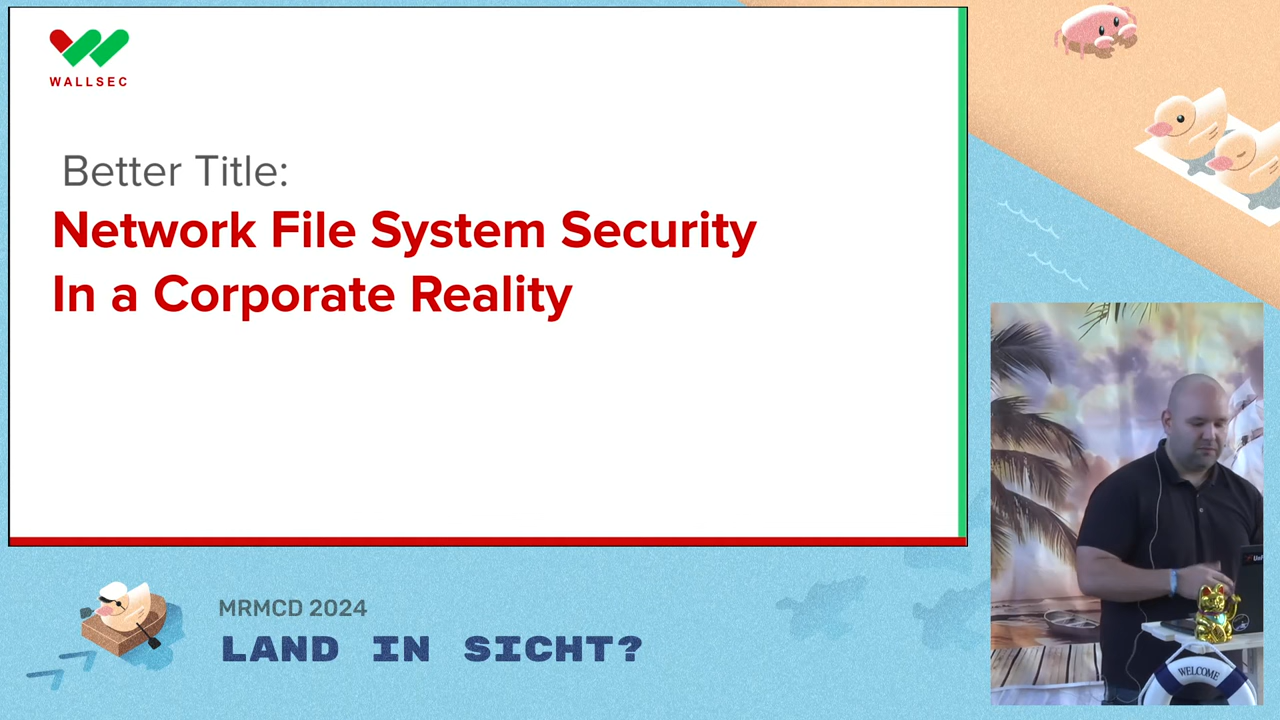 WALLSEC
Better Title:
Network File System Security
In a Corporate Reality
MRMCD 2024
LAND IN SICHT?
WELCOME